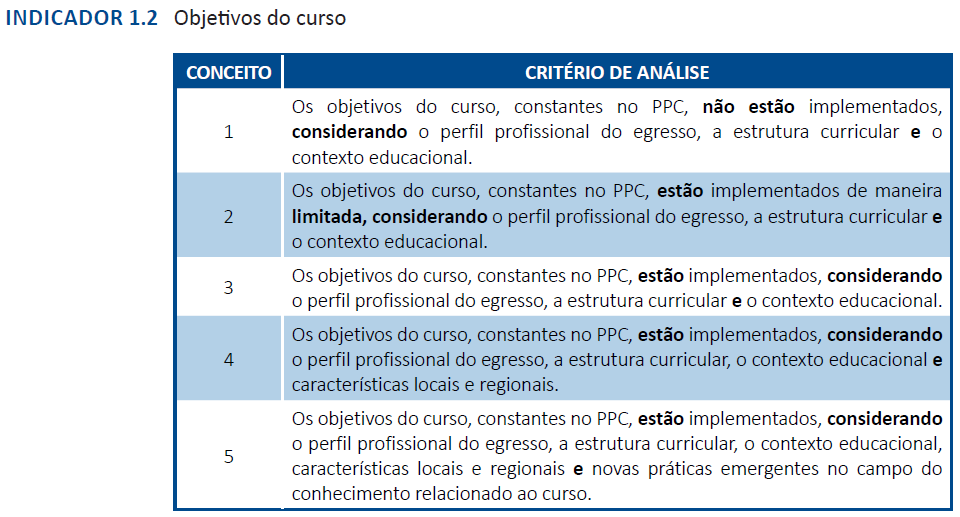 INDICADOR 1.2 Objetivos do curso
CONCEITO CRITÉRIO DE ANÁLISE
Os objetivos do curso, constantes no PPC, não estão implementados,
1 considerando o perfil profissional do egresso, a estrutura curricular e o
contexto educacional.
Os objetivos do curso, constantes no PPC, estão implementados de maneira
2 limitada, considerando o perfil profissional do egresso, a estrutura curricular e
o contexto educacional.
3 Os objetivos do curso, constantes no PPC, estão implementados, considerando
o perfil profissional do egresso, a estrutura curricular e o contexto educacional.
Os objetivos do curso, constantes no PPC, estão implementados, considerando
4 o perfil profissional do egresso, a estrutura curricular, o contexto educacional e
características locais e regionais.
Os objetivos do curso, constantes no PPC, estão implementados, considerando
o perfil profissional do egresso, a estrutura curricular, o contexto educacional,
5 características locais e regionais e novas práticas emergentes no campo do
conhecimento relacionado ao curso.